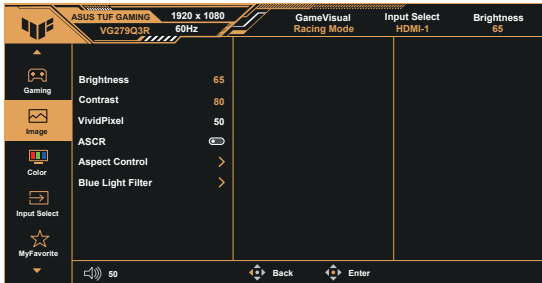 ASUS TUF GAMING 1920 x 1080
VG279Q3R 60Hz
GameVisual
Racing Mode
Input Select
HDMI-1
Brightness
65
Gaming
Image
Color
Input Select
MyFavorite
Brightness 65
Contrast 80
VividPixel 50
ASCR
Aspect Control
Blue Light Filter
50
Back
Enter